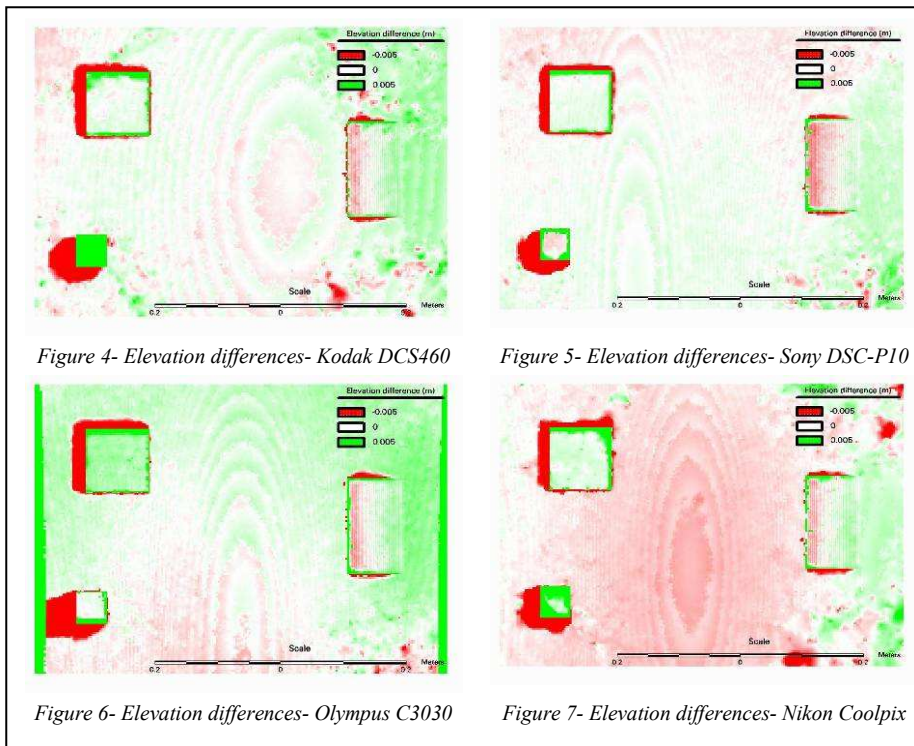 Elevation difference (m)
-0.005
0
0.005
Scale
Meters
0.2 0 0.2
Elevation difference (m)
-0.005
0
0.005
Scale
Meters
0.2 0 0.2
Figure 4- Elevation differences- Kodak DCS460
Figure 5- Elevation differences- Sony DSC-P10
Elevation difference (m)
-0.005
0
0.005
Scale
Meters
0.2 0 0.2
Elevation difference (m)
-0.005
0
0.005
Scale
Meters
0.2 0 0.2
Figure 6- Elevation differences- Olympus C3030
Figure 7- Elevation differences- Nikon Coolpix